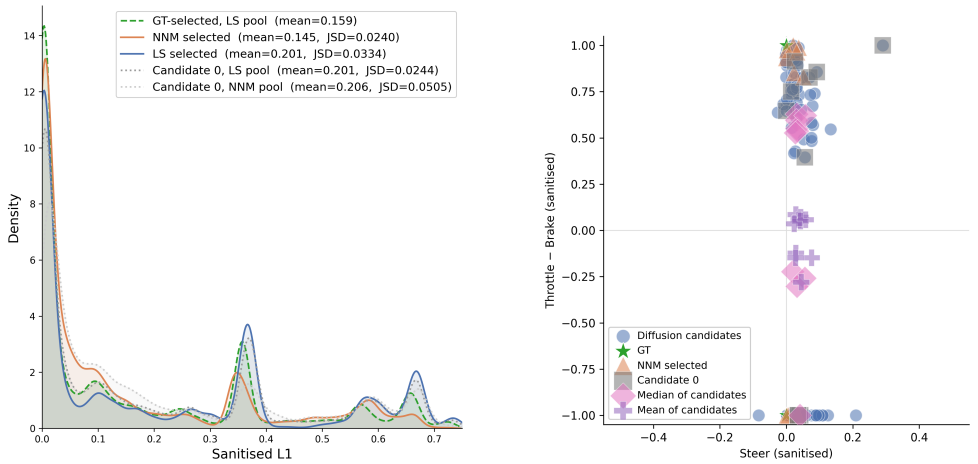 GT-selected, LS pool (mean=0.159)
NNM selected (mean=0.145, JSD=0.0240)
LS selected (mean=0.201, JSD=0.0334)
Candidate 0, LS pool (mean=0.201, JSD=0.0244)
Candidate 0, NNM pool (mean=0.206, JSD=0.0505)
Density
14
12
10
8
6
4
2
0
0.0 0.1 0.2 0.3 0.4 0.5 0.6 0.7
Sanitised L1
Throttle − Brake (sanitised)
1.00
0.75
0.50
0.25
0.00
−0.25
−0.50
−0.75
−1.00
Diffusion candidates
GT
NNM selected
Candidate 0
Median of candidates
Mean of candidates
−0.4 −0.2 0.0 0.2 0.4
Steer (sanitised)